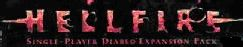 HELLFIRE
SINGLE-PLAYER DIABLO EXPANSION PACK